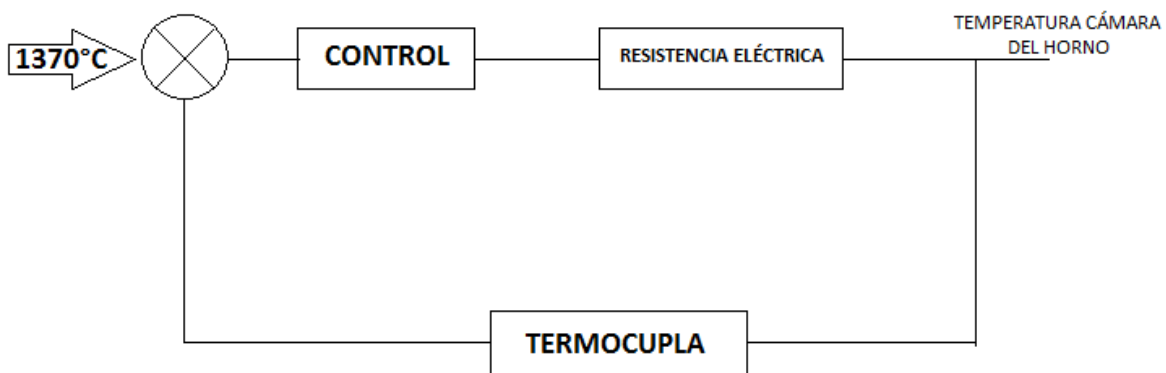 1370°C
CONTROL
RESISTENCIA ELÉCTRICA
TEMPERATURA CÁMARA
DEL HORNO
TERMOCUPLA